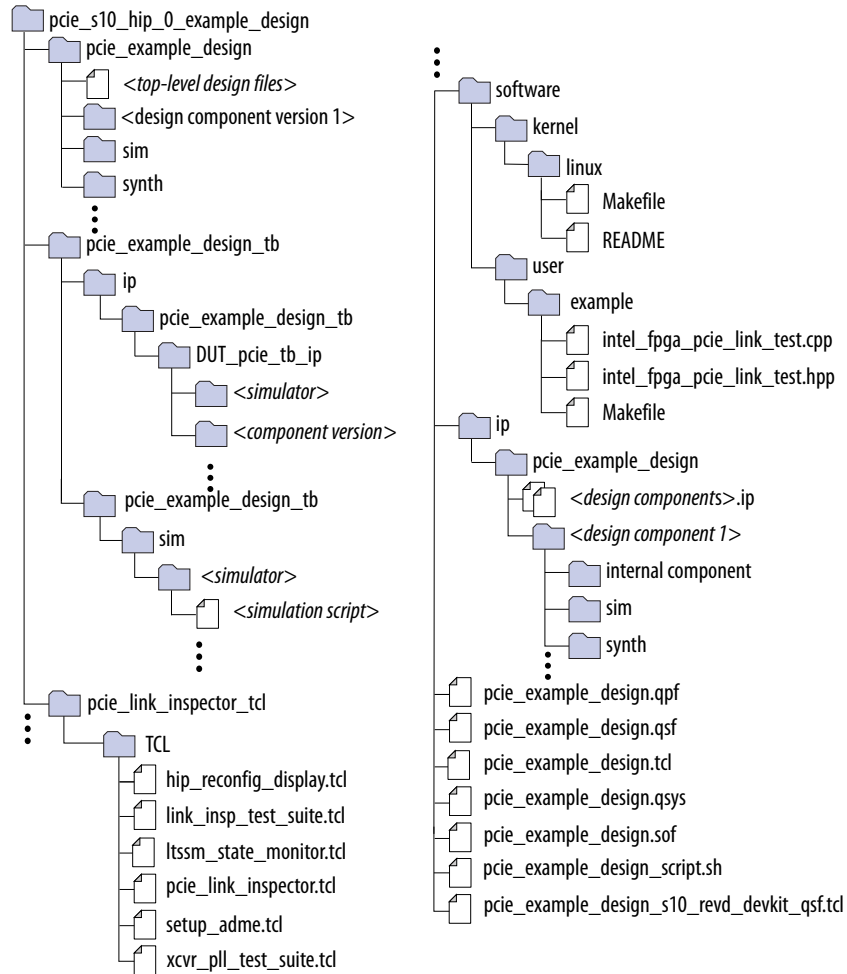 pcie_s10_hip_0_example_design
pcie_example_design
<top-level design files>
<design component version 1>
sim
synth
pcie_example_design_tb
ip
pcie_example_design_tb
DUT_pcie_tb_ip
<simulator>
<component version>
pcie_example_design_tb
sim
<simulator>
<simulation script>
pcie_link_inspector_tcl
TCL
hip_reconfig_display.tcl
link_insp_test_suite.tcl
ltssm_state_monitor.tcl
pcie_link_inspector.tcl
setup_adme.tcl
xcvr_pll_test_suite.tcl
software
kernel
linux
Makefile
README
user
example
intel_fpga_pcie_link_test.cpp
intel_fpga_pcie_link_test.hpp
Makefile
ip
pcie_example_design
<design components>.ip
<design component 1>
internal component
sim
synth
pcie_example_design.qpf
pcie_example_design.qsf
pcie_example_design.tcl
pcie_example_design.qsys
pcie_example_design.sof
pcie_example_design_script.sh
pcie_example_design_s10_revd_devkit_qsf.tcl